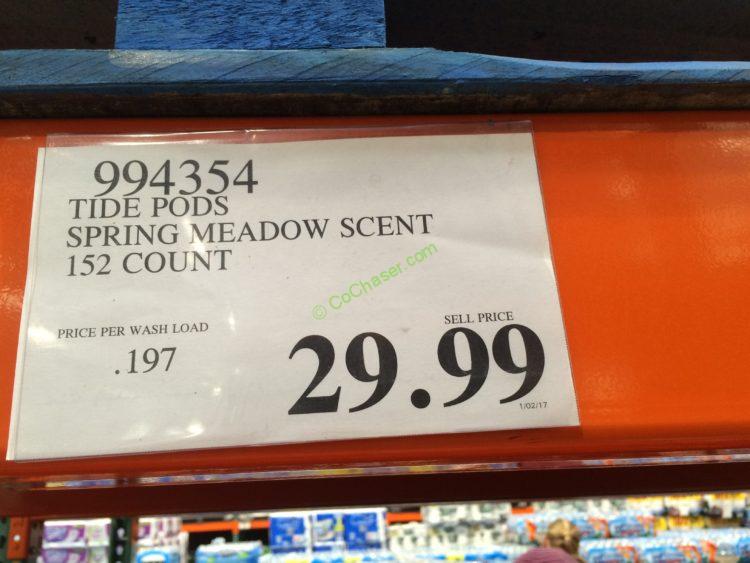 994354
TIDE PODS
SPRING MEADOW SCENT
152 COUNT
© CoChaser.com
PRICE PER WASH LOAD
.197
SELL PRICE
29.99
1/02/17